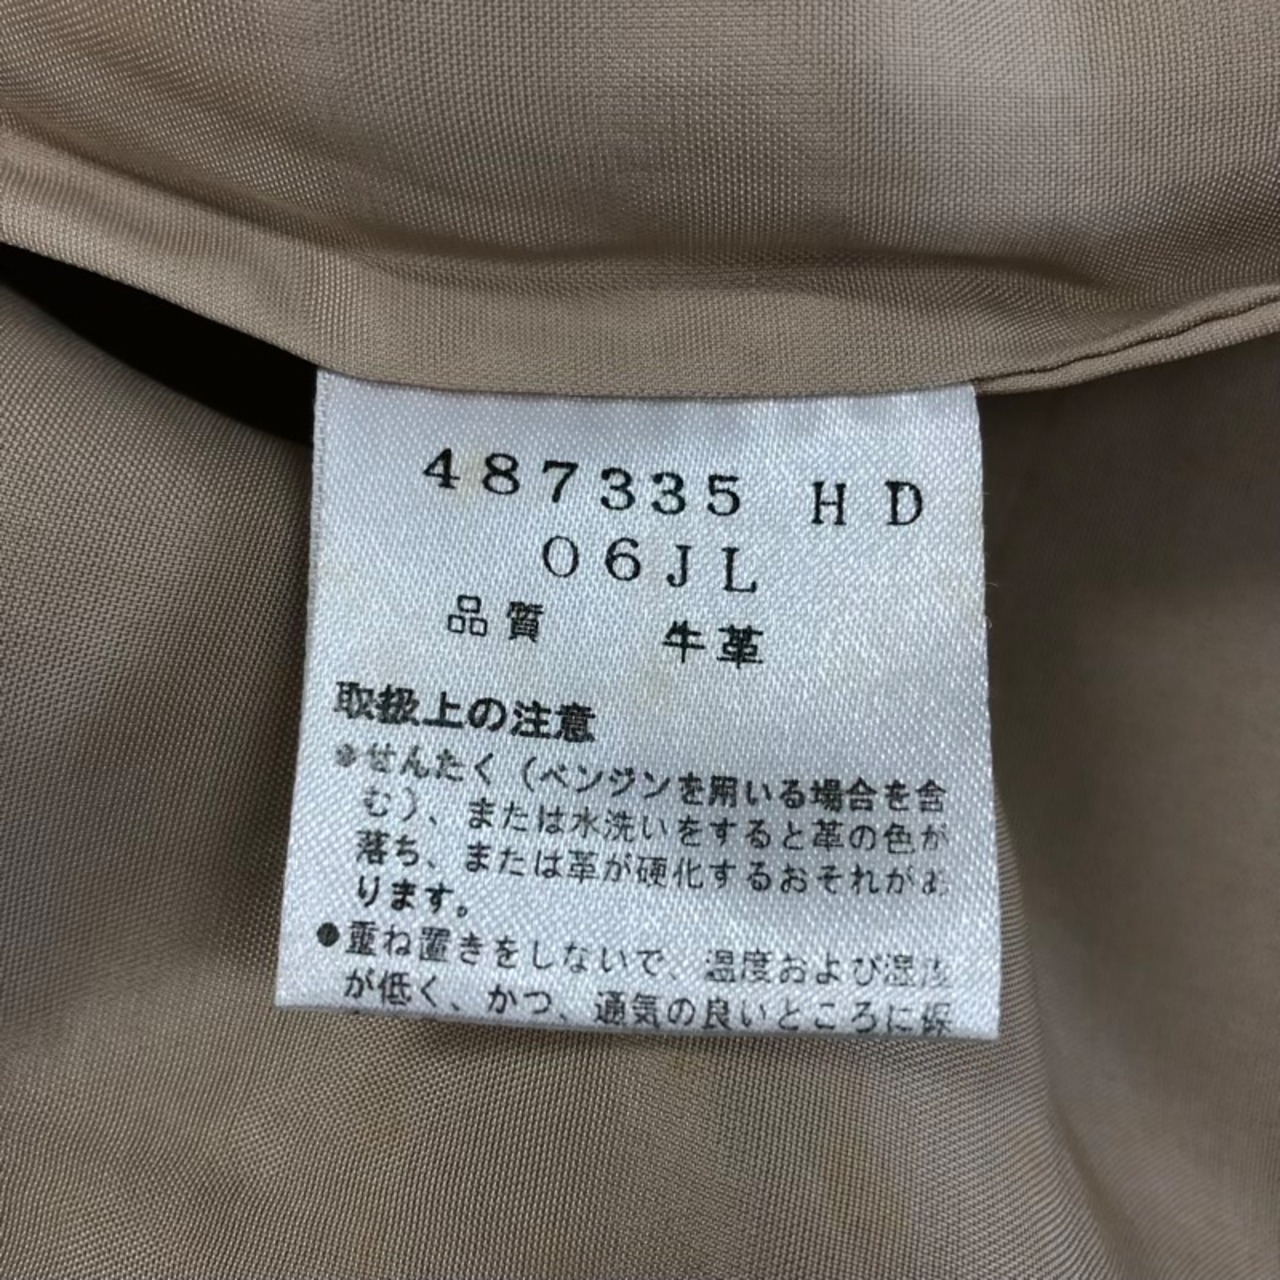 487335 HD
06JL
品質 牛革
取扱上の注意
●せんたく（ベンジンを用いる場合を含
む）、または水洗いをすると革の色が
落ち、または革が硬化するおそれがあ
ります。
●重ね置きをしないで、温度および湿度
が低く、かつ、通気の良いところに保